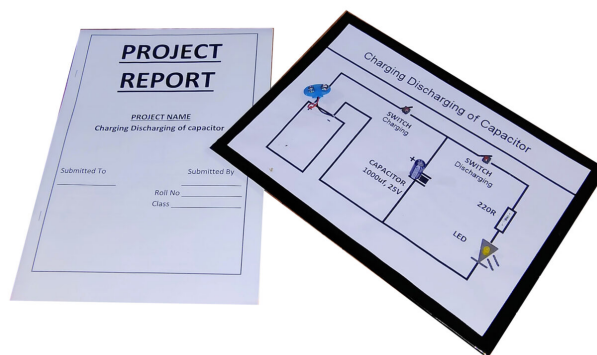 PROJECT
REPORT
PROJECT NAME
Charging Discharging of capacitor
Submitted To
Submitted By
Roll No
Class
Charging Discharging of Capacitor
SWITCH
Charging
SWITCH
Discharging
CAPACITOR
1000uf, 25V
220R
LED